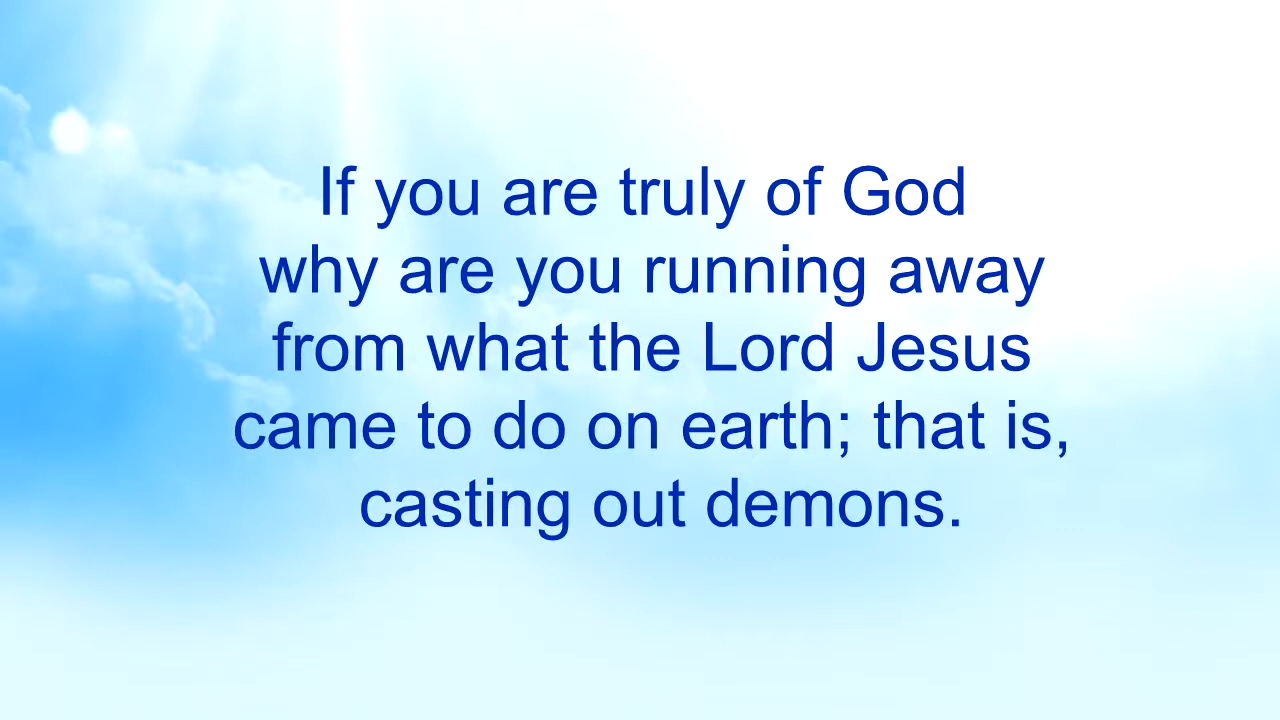 If you are truly of God
why are you running away
from what the Lord Jesus
came to do on earth; that is,
casting out demons.